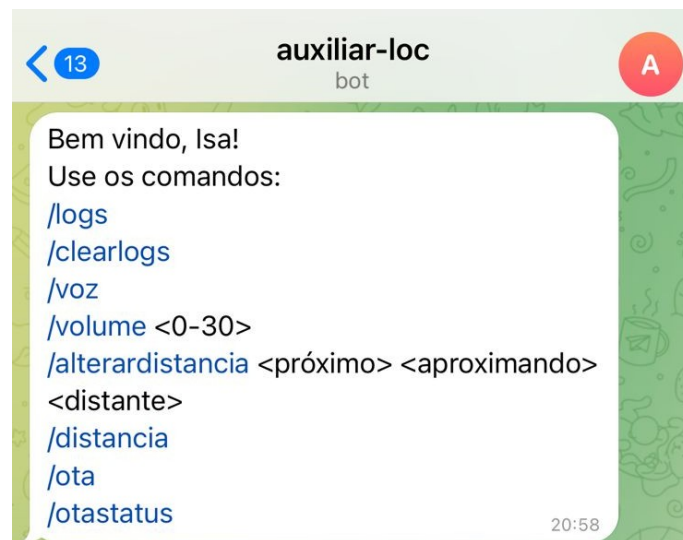 13
auxiliar-loc
bot
A
Bem vindo, Isa!
Use os comandos:
/logs
/clearlogs
/voz
/volume <0-30>
/alterardistancia <próximo> <aproximando>
<distante>
/distancia
/ota
/otastatus
20:58